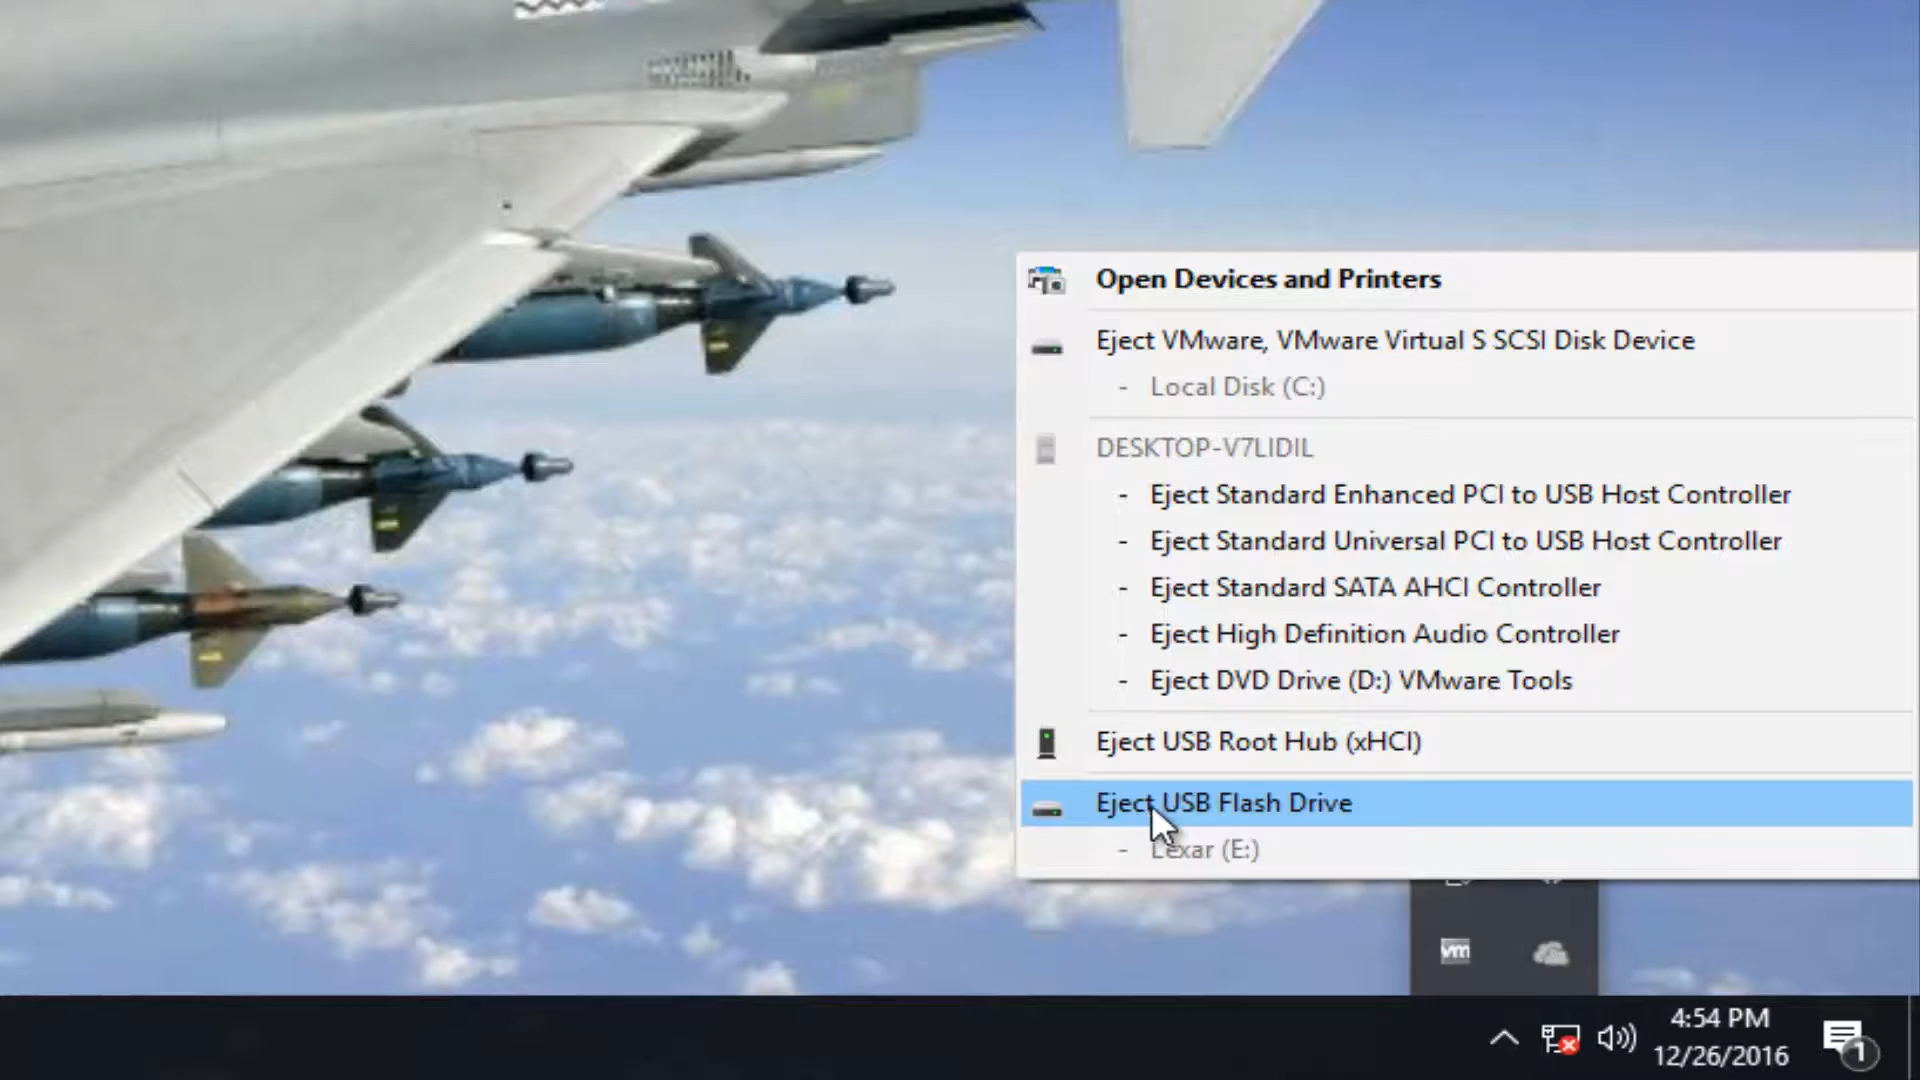 Open Devices and Printers
Eject VMware, VMware Virtual S SCSI Disk Device
- Local Disk (C:)
DESKTOP-V7LIDIL
- Eject Standard Enhanced PCI to USB Host Controller
- Eject Standard Universal PCI to USB Host Controller
- Eject Standard SATA AHCI Controller
- Eject High Definition Audio Controller
- Eject DVD Drive (D:) VMware Tools
Eject USB Root Hub (xHCI)
Eject USB Flash Drive
- Lexar (E:)
vm
4:54 PM
12/26/2016
1